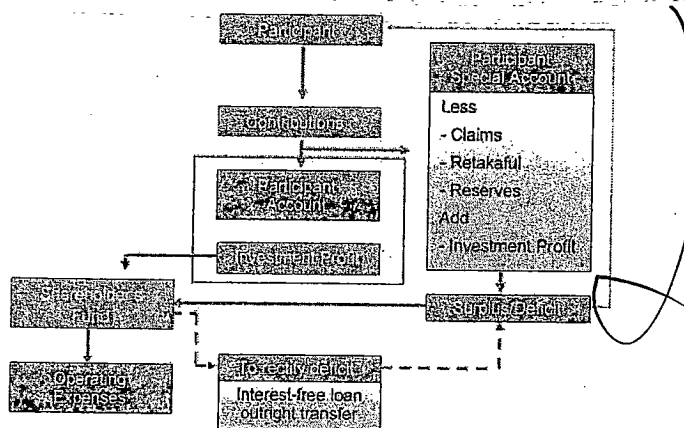 Participant
Contributions
Participant
Account
Investment Profit
Participant
Special Account
Less
- Claims
- Retakaful
- Reserves
Add
- Investment Profit
Surplus/Deficit
Shareholders
Fund
Operating
Expenses
To rectify deficit
Interest-free loan
outright transfer